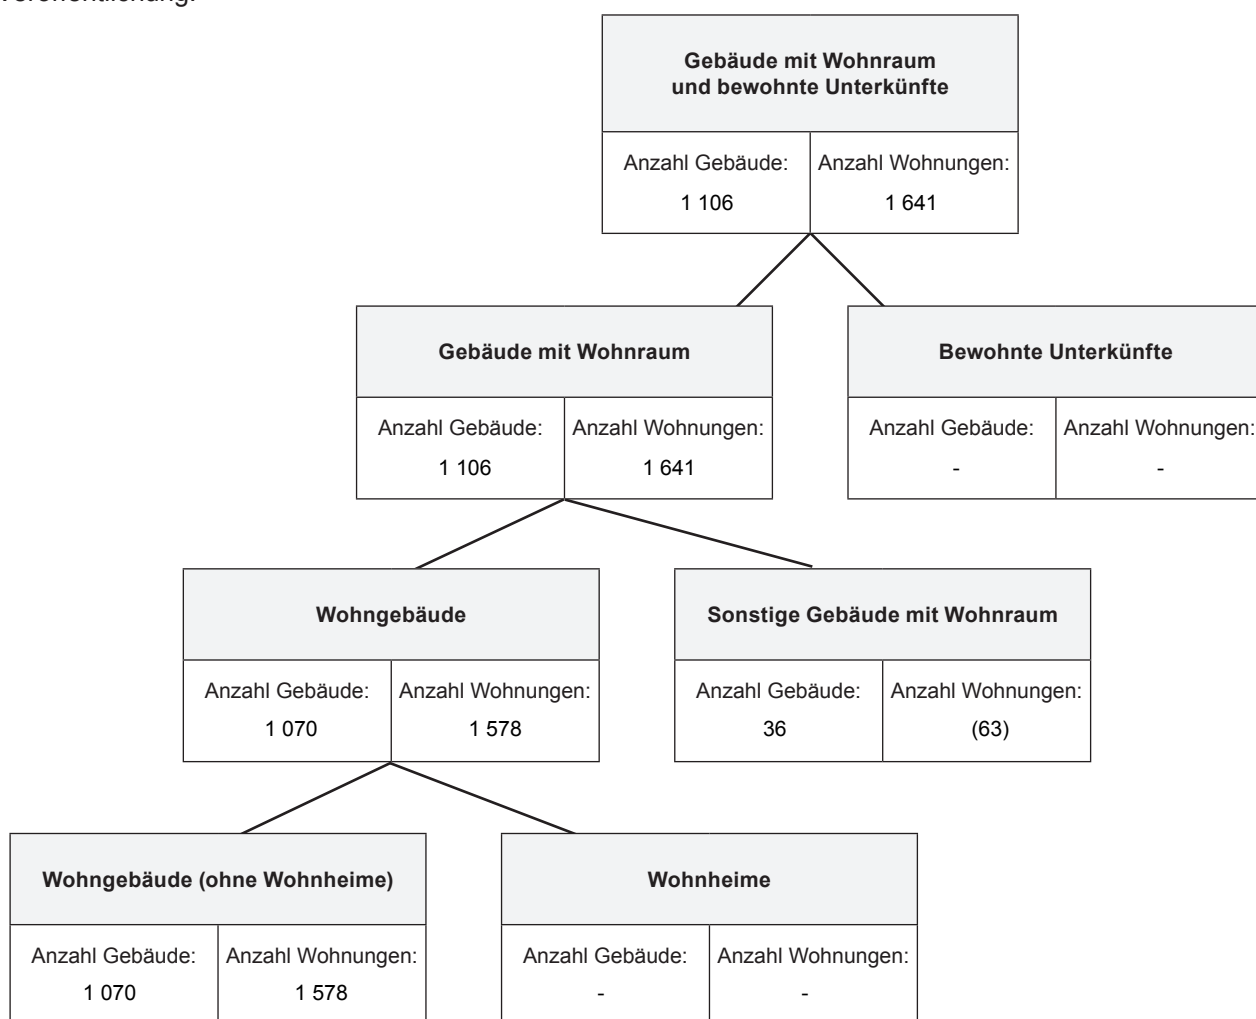 Veröffentlichung.
Gebäude mit Wohnraum
und bewohnte Unterkünfte
Anzahl Gebäude: Anzahl Wohnungen:
1 106 1 641
Gebäude mit Wohnraum Bewohnte Unterkünfte
Anzahl Gebäude: Anzahl Wohnungen: Anzahl Gebäude: Anzahl Wohnungen:
1 106 1 641 - -
Wohngebäude Sonstige Gebäude mit Wohnraum
Anzahl Gebäude: Anzahl Wohnungen: Anzahl Gebäude: Anzahl Wohnungen:
1 070 1 578 36 (63)
Wohngebäude (ohne Wohnheime) Wohnheime
Anzahl Gebäude: Anzahl Wohnungen: Anzahl Gebäude: Anzahl Wohnungen:
1 070 1 578 - -